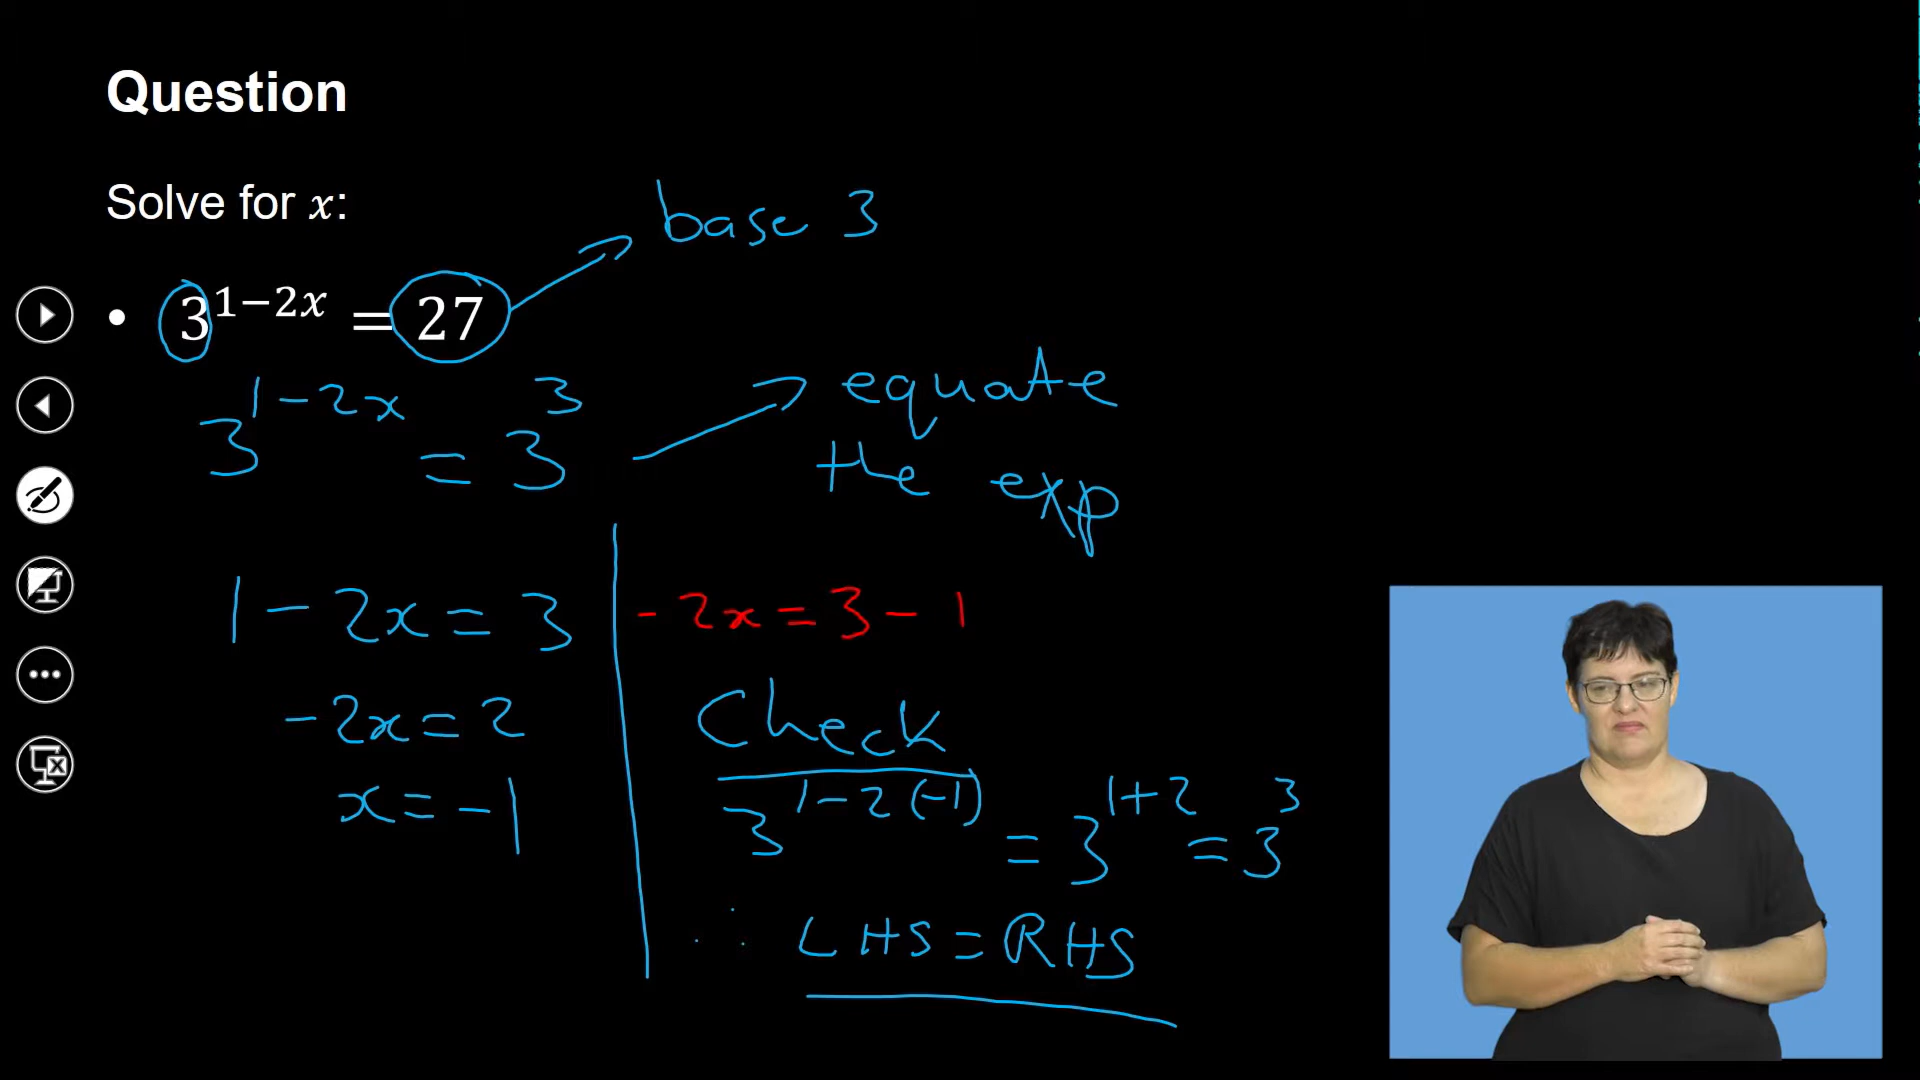 Question
Solve for x:
base 3
• 3^{1−2x} = 27
3^{1−2x} = 3^3
equate
the exp
1 − 2x = 3
-2x = 2
x = -1
- 2x = 3 - 1
Check
3^{1−2(−1)} = 3^{1+2} = 3^3
∴ LHS = RHS